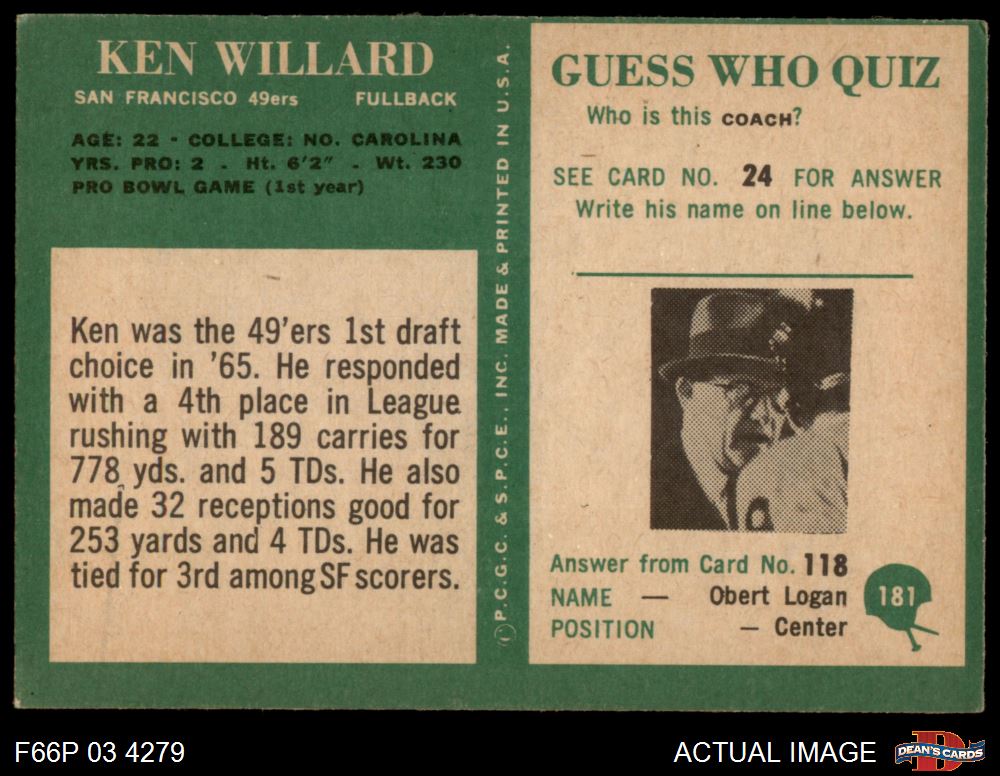 KEN WILLARD
SAN FRANCISCO 49ers FULLBACK
AGE: 22 - COLLEGE: NO. CAROLINA
YRS. PRO: 2 - Ht. 6'2" - Wt. 230
PRO BOWL GAME (1st year)
Ken was the 49'ers 1st draft
choice in '65. He responded
with a 4th place in League
rushing with 189 carries for
778 yds. and 5 TDs. He also
made 32 receptions good for
253 yards and 4 TDs. He was
tied for 3rd among SF scorers.
©P.C.G.C. & S.P.C.E., INC. MADE & PRINTED IN U.S.A.
GUESS WHO QUIZ
Who is this COACH?
SEE CARD NO. 24 FOR ANSWER
Write his name on line below.
Answer from Card No. 118
NAME — Obert Logan
POSITION — Center
181
F66P 03 4279
ACTUAL IMAGE
D
DEAN'S CARDS